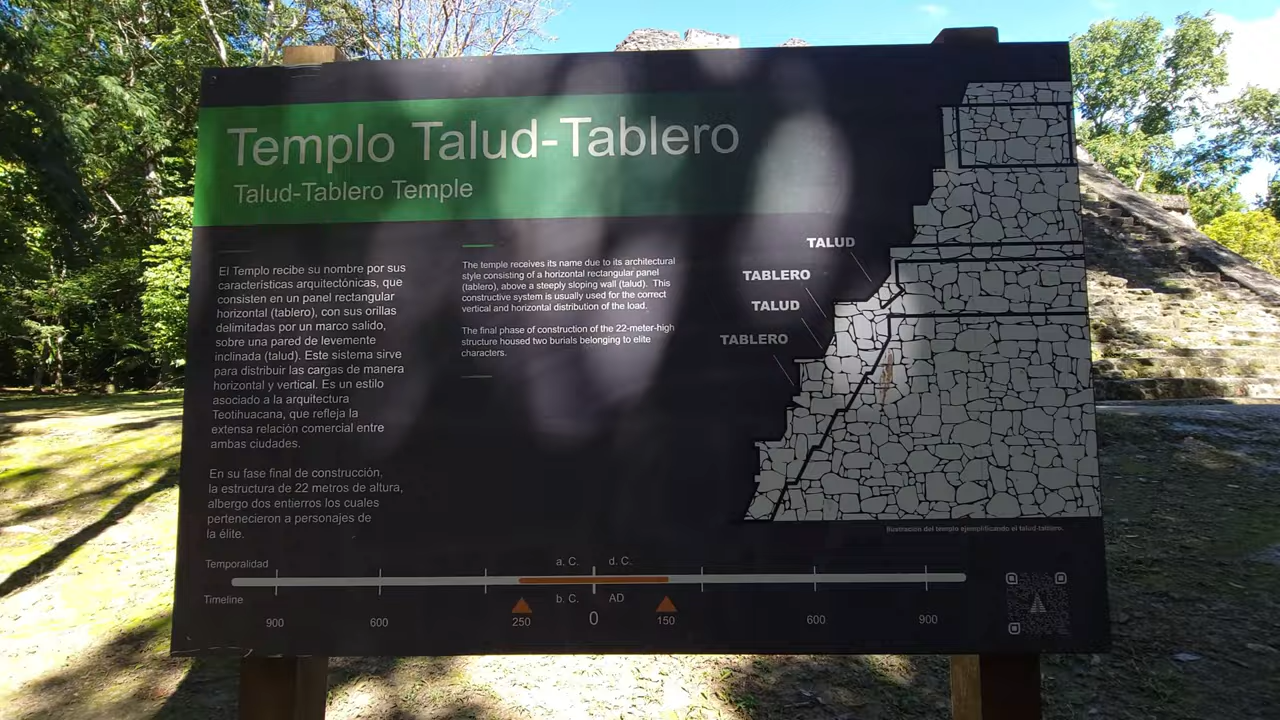 Templo Talud-Tablero
Talud-Tablero Temple
El Templo recibe su nombre por sus
características arquitectónicas, que
consisten en un panel rectangular
horizontal (tablero), con sus orillas
delimitadas por un marco salido,
sobre una pared de levemente
inclinada (talud). Este sistema sirve
para distribuir las cargas de manera
horizontal y vertical. Es un estilo
asociado a la arquitectura
Teotihuacana, que refleja la
extensa relación comercial entre
ambas ciudades.
En su fase final de construcción,
la estructura de 22 metros de altura,
albergo dos entierros los cuales
pertenecieron a personajes de
la élite.
The temple receives its name due to its architectural
style consisting of a horizontal rectangular panel
(tablero), above a steeply sloping wall (talud). This
constructive system is usually used for the correct
vertical and horizontal distribution of the load.
The final phase of construction of the 22-meter-high
structure housed two burials belonging to elite
characters.
TALUD
TABLERO
TALUD
TABLERO
Ilustración del templo ejemplificando el talud-tablero.
Temporalidad
a. C. d. C.
Timeline
b. C. AD
900 600 250 0 150 600 900